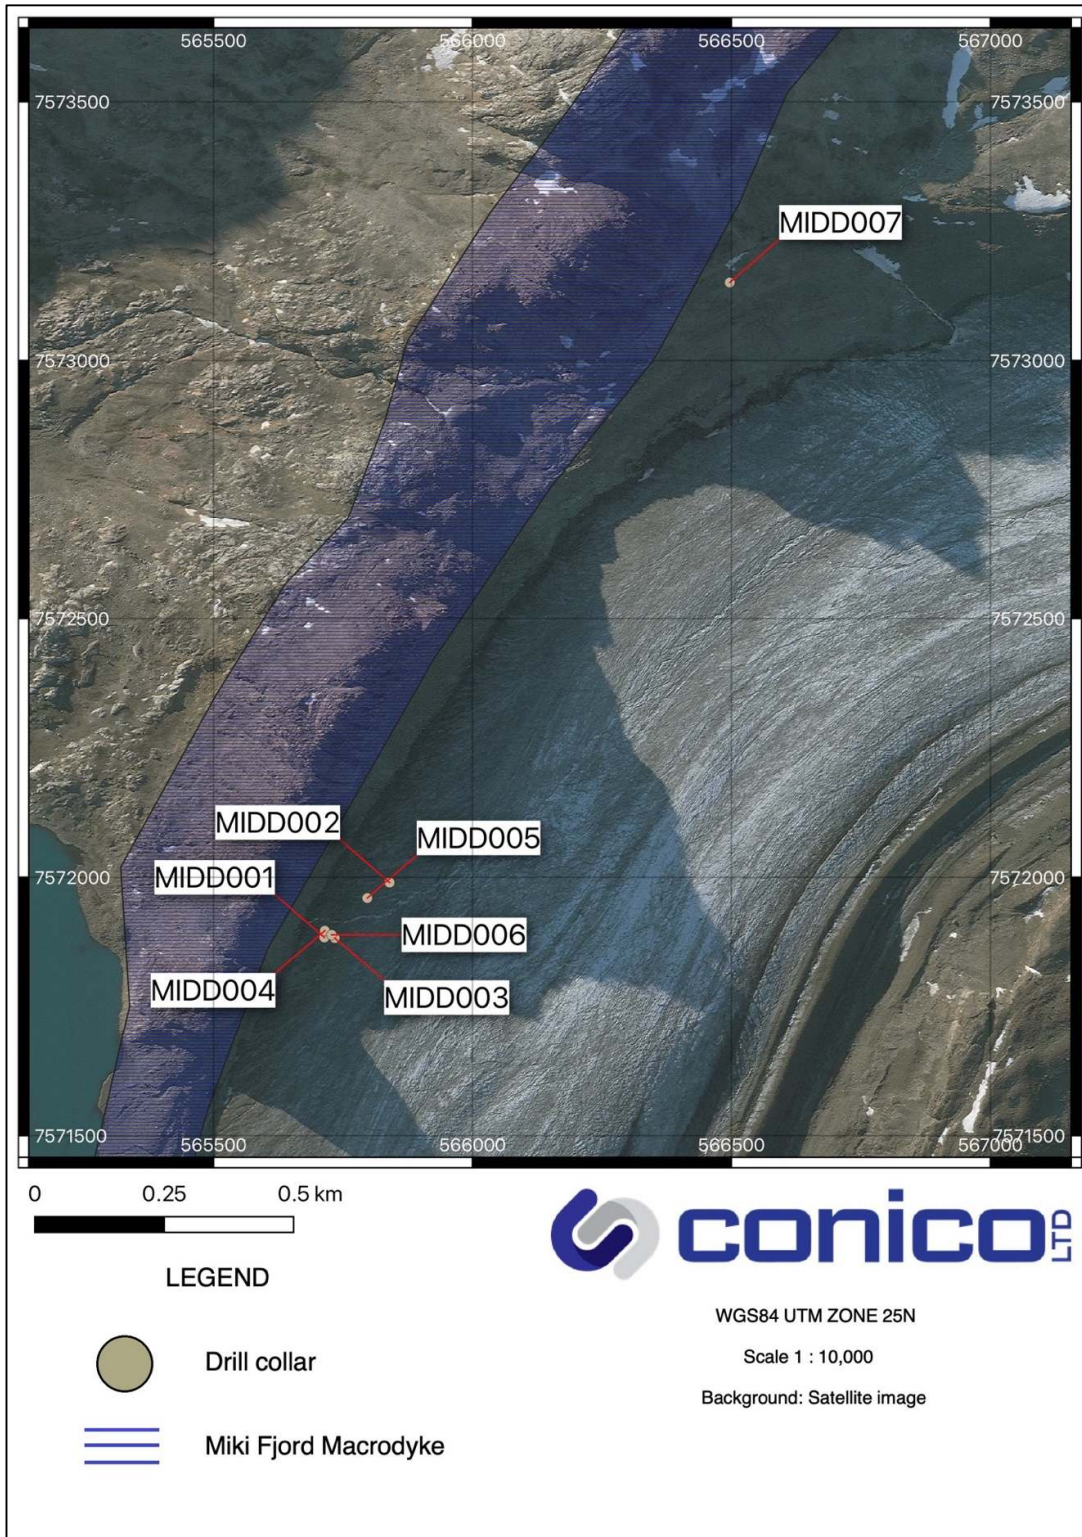 565500 566000 566500 567000
7573500 7573500
MIDD007
7573000 7573000
7572500 7572500
MIDD002
MIDD005
7572000 7572000
MIDD001
MIDD006
MIDD004
MIDD003
7571500 7571500
565500 566000 566500 567000
0 0.25 0.5 km
conico LTD
LEGEND
WGS84 UTM ZONE 25N
Scale 1 : 10,000
Drill collar
Background: Satellite image
Miki Fjord Macrodyke